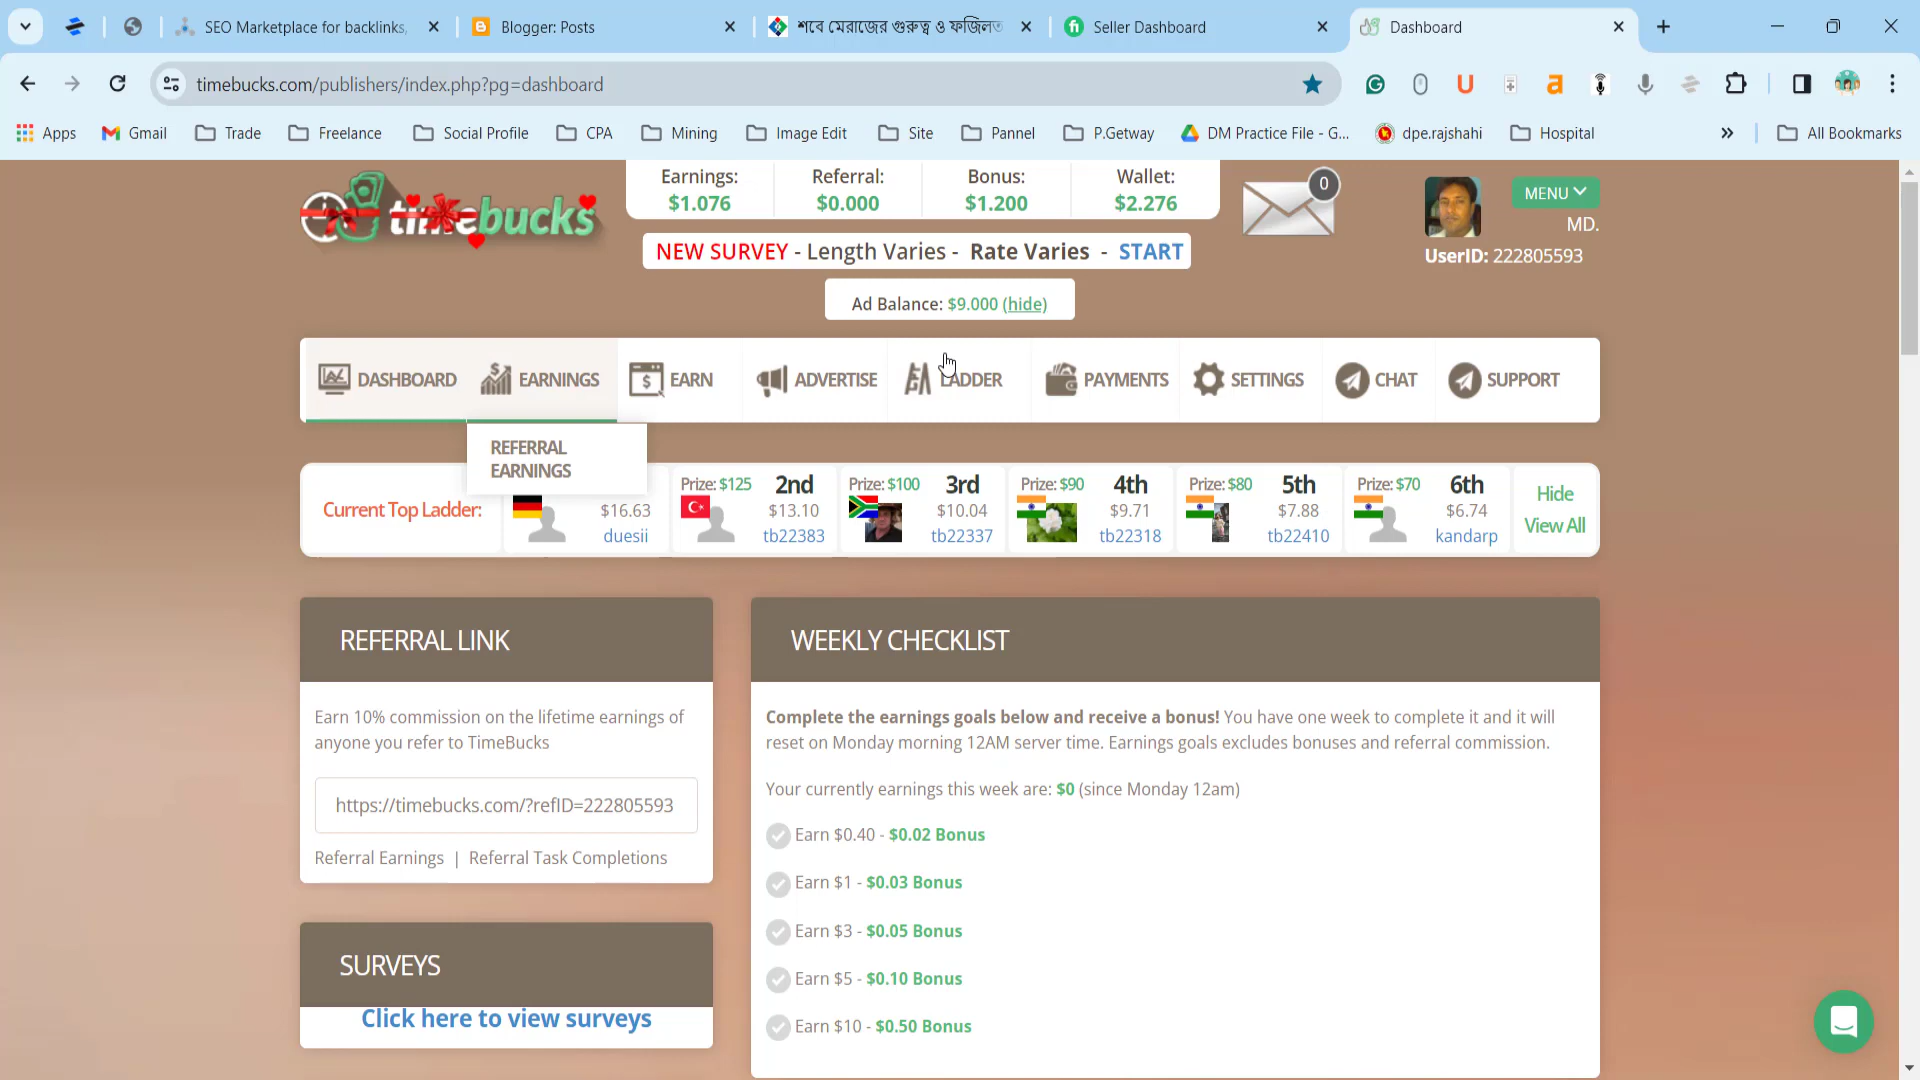 SEO Marketplace for backlinks,
Blogger: Posts
শবে মেরাজের গুরুত্ব ও ফজিলত
Seller Dashboard
Dashboard
timebucks.com/publishers/index.php?pg=dashboard
Apps
Gmail
Trade
Freelance
Social Profile
CPA
Mining
Image Edit
Site
Pannel
P.Getway
DM Practice File - G...
dpe.rajshahi
Hospital
All Bookmarks
timebucks
Earnings:
$1.076
Referral:
$0.000
Bonus:
$1.200
Wallet:
$2.276
0
MENU
MD.
UserID: 222805593
NEW SURVEY - Length Varies - Rate Varies - START
Ad Balance: $9.000 (hide)
DASHBOARD
EARNINGS
EARN
ADVERTISE
LADDER
PAYMENTS
SETTINGS
CHAT
SUPPORT
REFERRAL
EARNINGS
Current Top Ladder:
$16.63
duesii
Prize: $125
2nd
$13.10
tb22383
Prize: $100
3rd
$10.04
tb22337
Prize: $90
4th
$9.71
tb22318
Prize: $80
5th
$7.88
tb22410
Prize: $70
6th
$6.74
kandarp
Hide
View All
REFERRAL LINK
Earn 10% commission on the lifetime earnings of
anyone you refer to TimeBucks
https://timebucks.com/?refID=222805593
Referral Earnings | Referral Task Completions
SURVEYS
Click here to view surveys
WEEKLY CHECKLIST
Complete the earnings goals below and receive a bonus! You have one week to complete it and it will
reset on Monday morning 12AM server time. Earnings goals excludes bonuses and referral commission.
Your currently earnings this week are: $0 (since Monday 12am)
Earn $0.40 - $0.02 Bonus
Earn $1 - $0.03 Bonus
Earn $3 - $0.05 Bonus
Earn $5 - $0.10 Bonus
Earn $10 - $0.50 Bonus